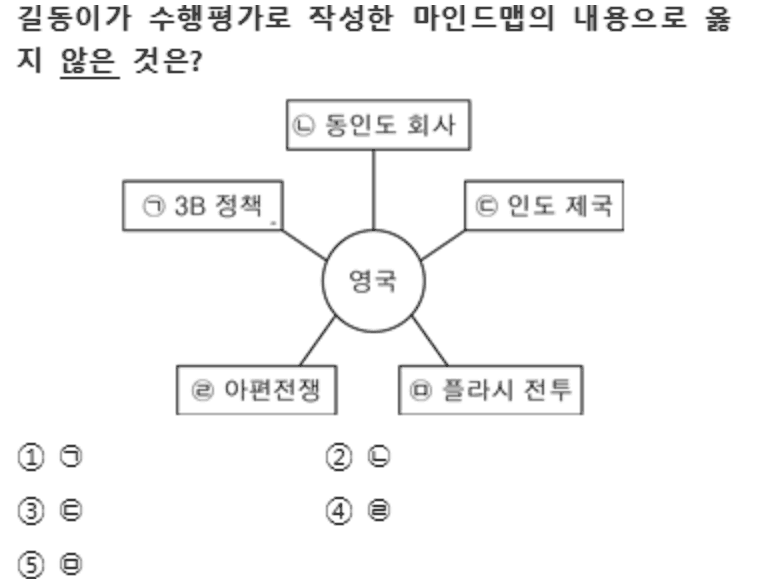 길동이가 수행평가로 작성한 마인드맵의 내용으로 옳
지 않은 것은?
㉡ 동인도 회사
㉠ 3B 정책
㉢ 인도 제국
영국
㉣ 아편전쟁
㉤ 플라시 전투
① ㉠
② ㉡
③ ㉢
④ ㉣
⑤ ㉤